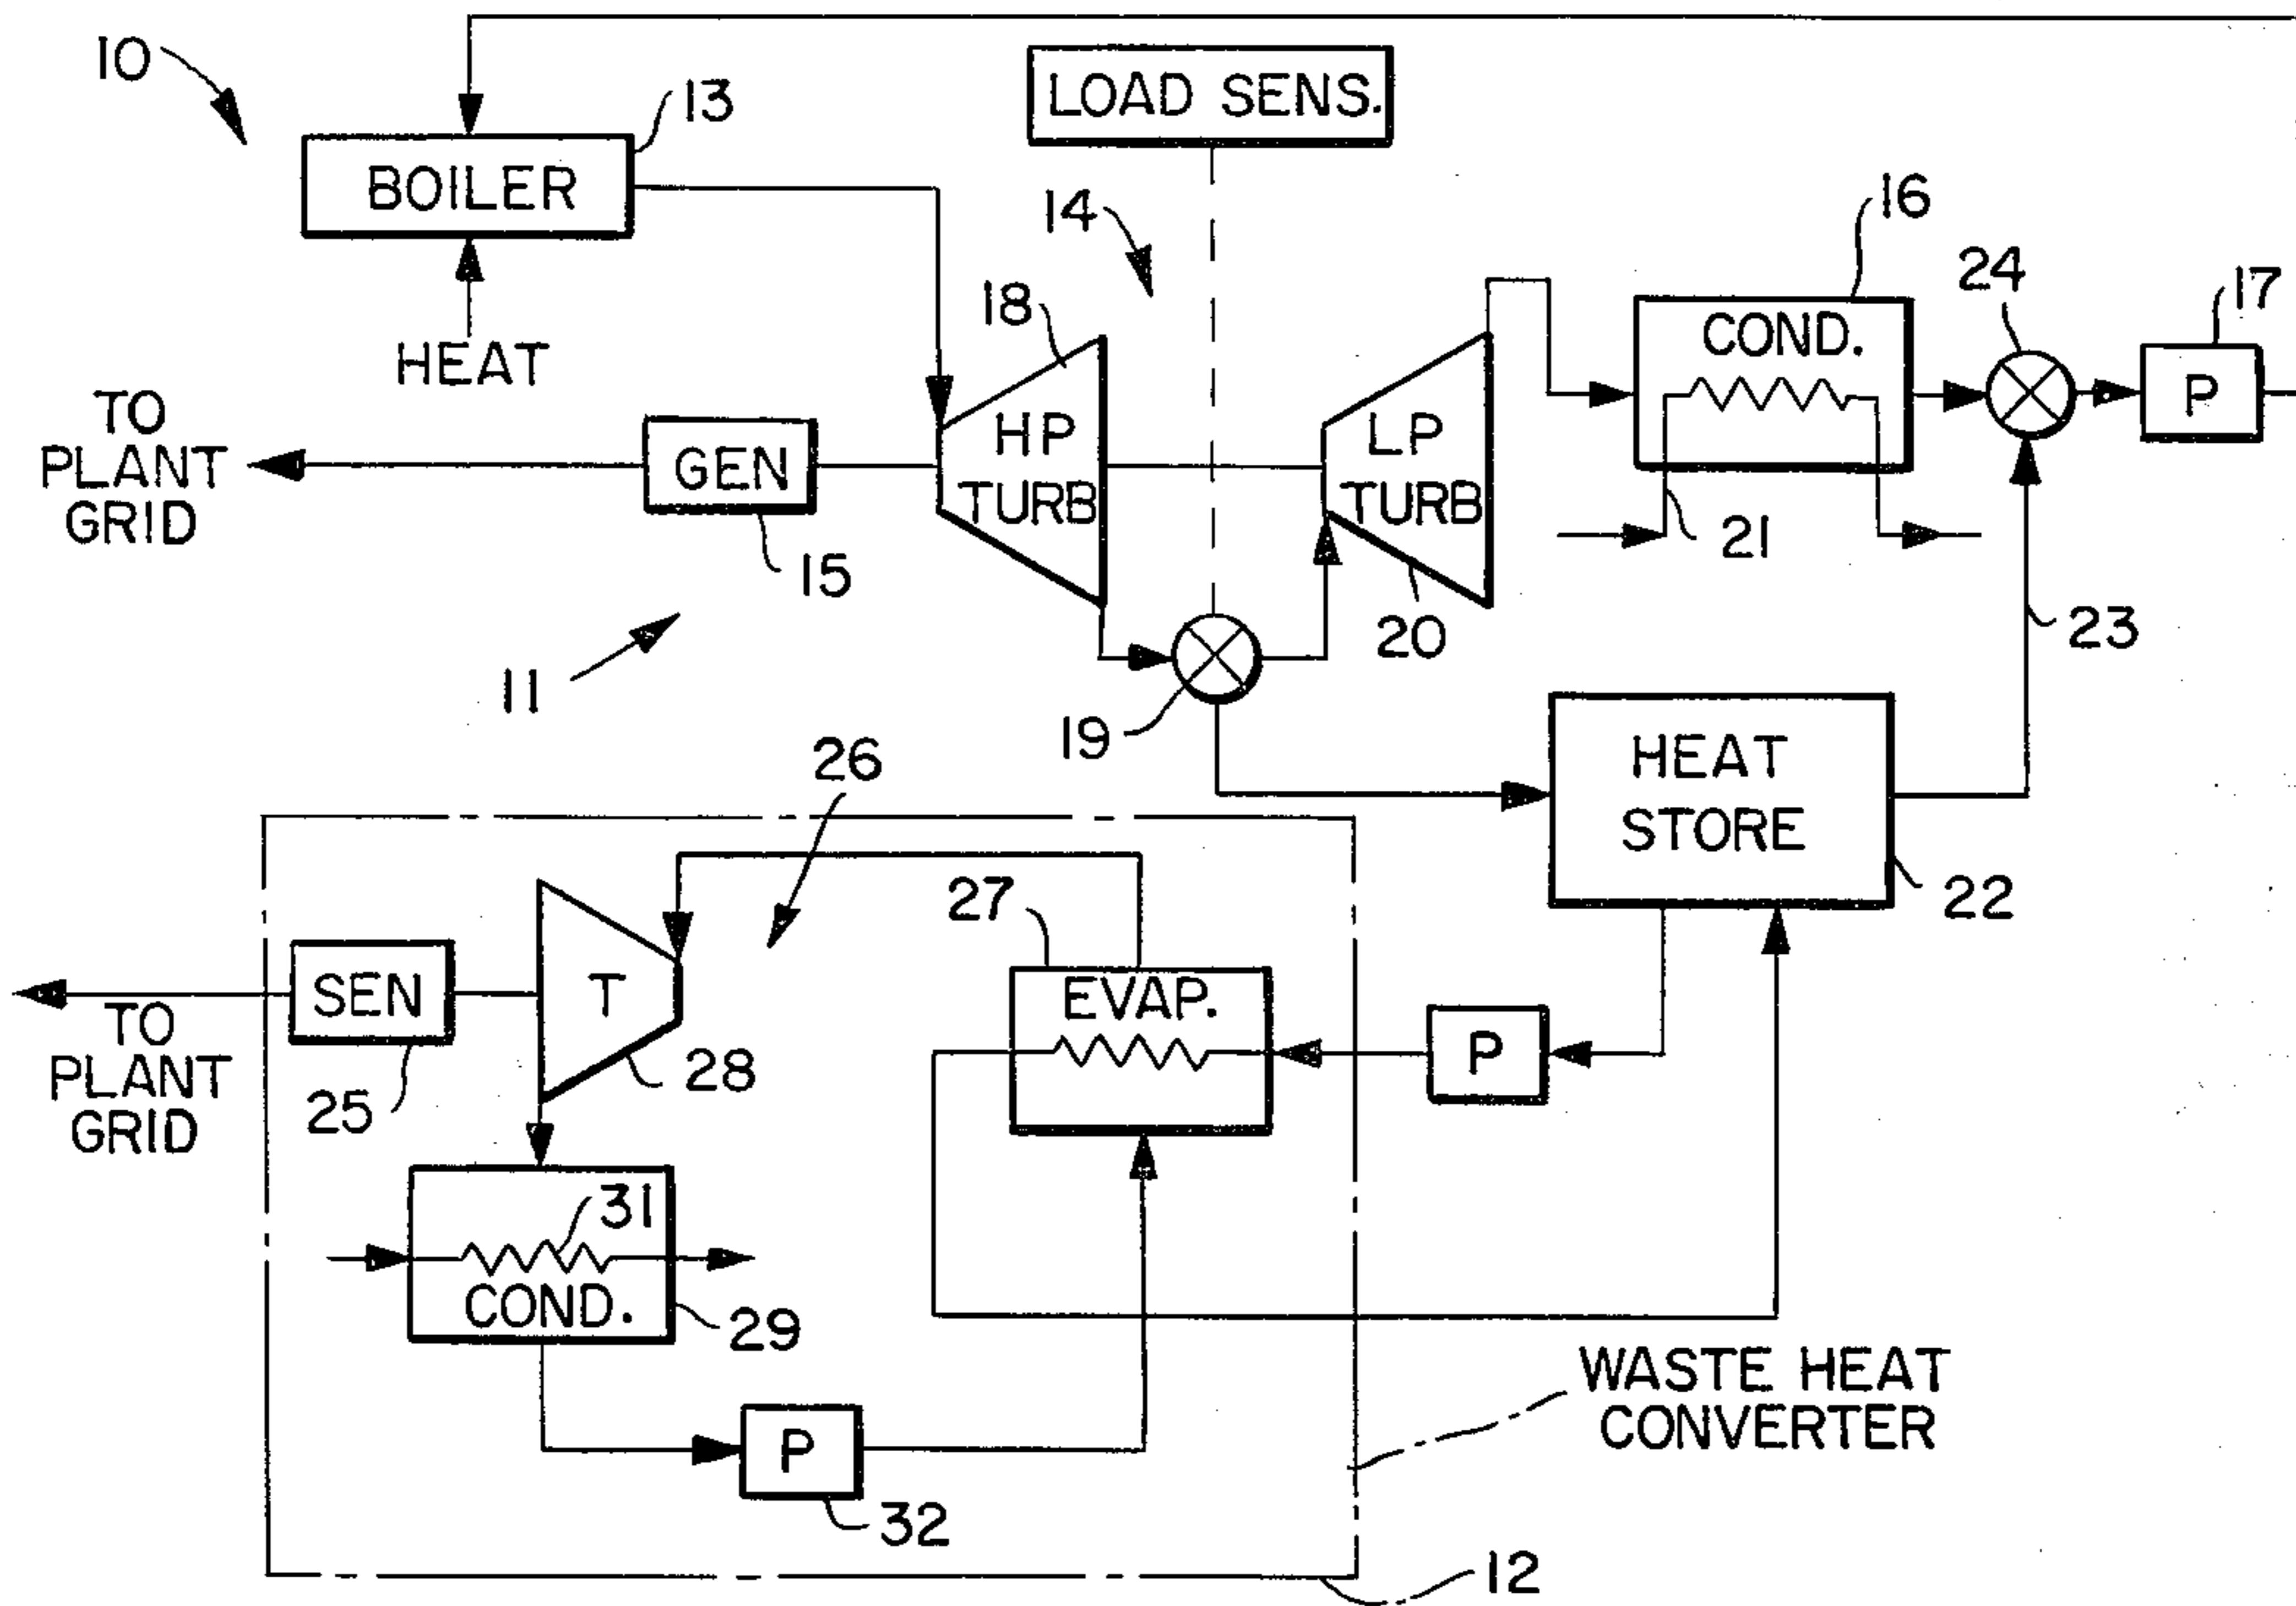 10
13
BOILER
HEAT
LOAD SENS.
14
16
COND.
24
17
P
18
HP
TURB
LP
TURB
TO
PLANT
GRID
GEN
15
21
20
23
11
19
HEAT
STORE
22
26
27
EVAP.
T
SEN
TO
PLANT
GRID
25
28
P
31
COND.
29
WASTE HEAT
CONVERTER
P
32
12